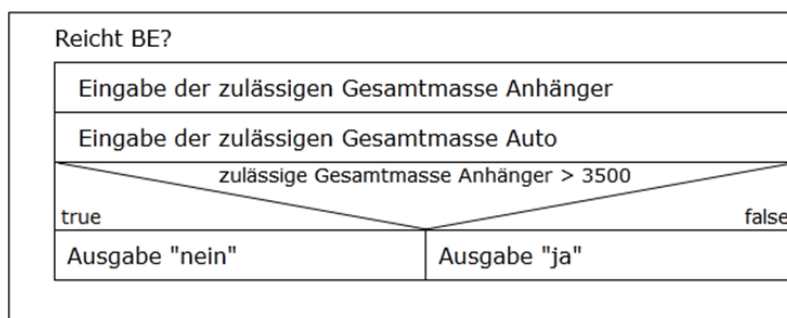 Reicht BE?
Eingabe der zulässigen Gesamtmasse Anhänger
Eingabe der zulässigen Gesamtmasse Auto
zulässige Gesamtmasse Anhänger > 3500
true
false
Ausgabe "nein"
Ausgabe "ja"